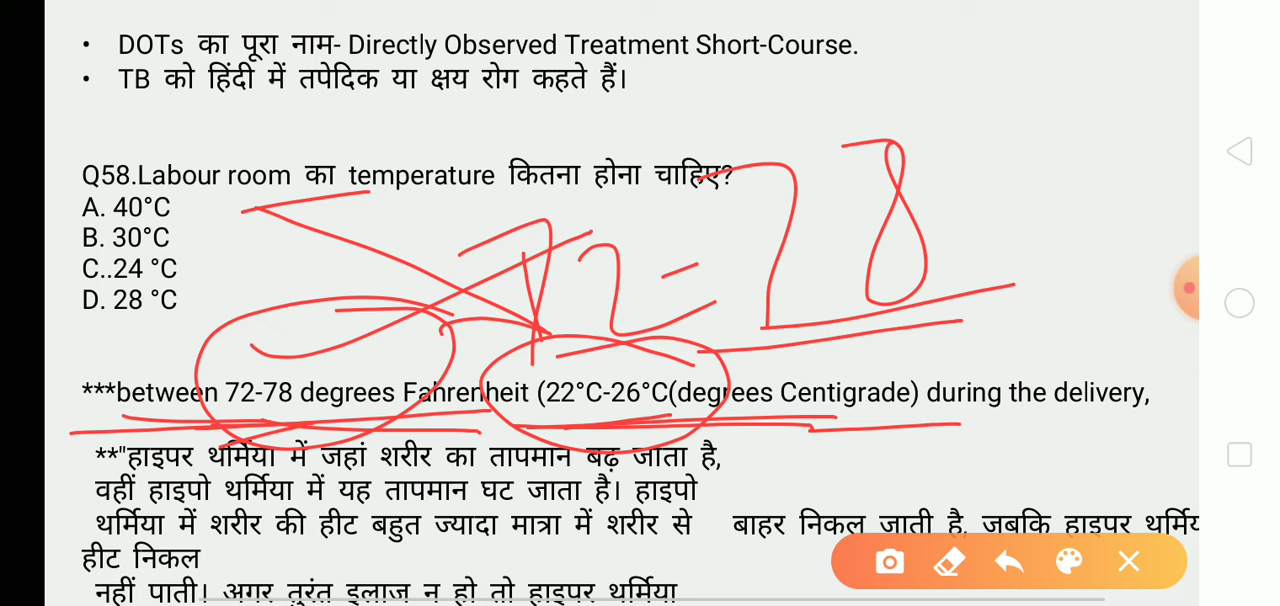 • DOTs का पूरा नाम- Directly Observed Treatment Short-Course.
• TB को हिंदी में तपेदिक या क्षय रोग कहते हैं।
Q58.Labour room का temperature कितना होना चाहिए?
A. 40°C
B. 30°C
C..24 °C
D. 28 °C
72=78
***between 72-78 degrees Fahrenheit (22°C-26°C(degrees Centigrade) during the delivery,
**"हाइपर थर्मिया में जहां शरीर का तापमान बढ़ जाता है,
वहीं हाइपो थर्मिया में यह तापमान घट जाता है। हाइपो
थर्मिया में शरीर की हीट बहुत ज्यादा मात्रा में शरीर से बाहर निकल जाती है, जबकि हाइपर
हीट निकल
नहीं पाती। अगर तुरंत इलाज न हो तो हाइपर थर्मिया